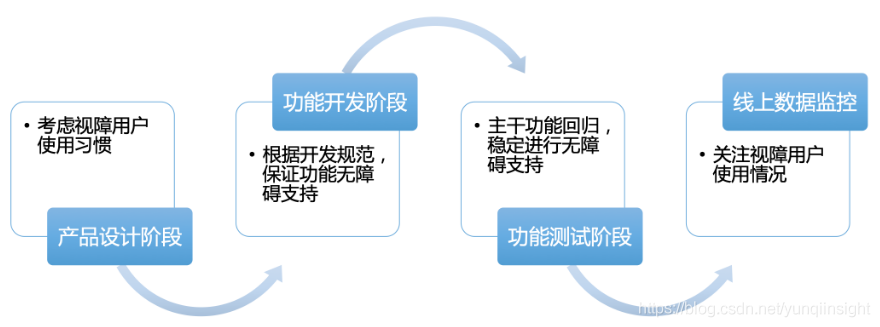 • 考虑视障用户
使用习惯
产品设计阶段
功能开发阶段
• 根据开发规范，
保证功能无障
碍支持
• 主干功能回归，
稳定进行无障
碍支持
功能测试阶段
线上数据监控
• 关注视障用户
使用情况
https://blog.csdn.net/yunqiinsight